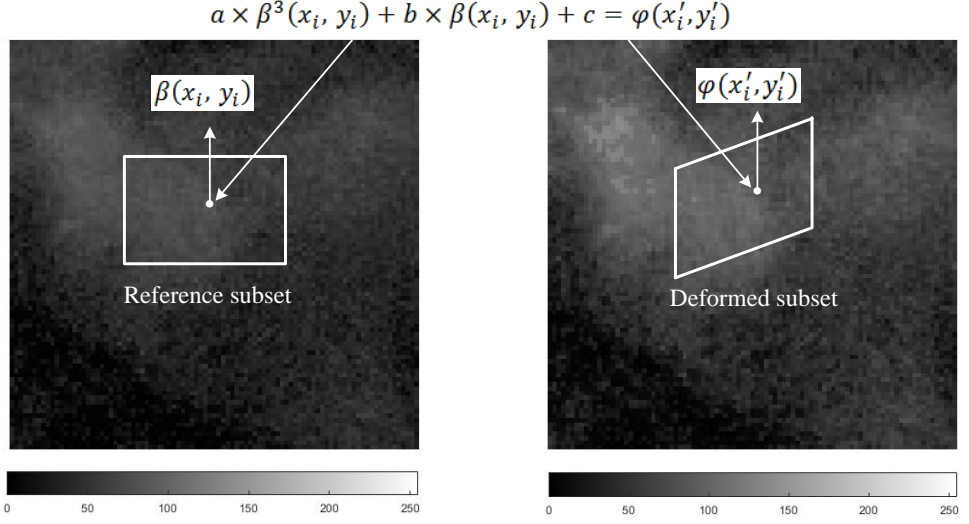 a × β³(xᵢ, yᵢ) + b × β(xᵢ, yᵢ) + c = φ(x′ᵢ,y′ᵢ)
β(xᵢ, yᵢ)
φ(x′ᵢ,y′ᵢ)
Reference subset
Deformed subset
0 50 100 150 200 250
0 50 100 150 200 250